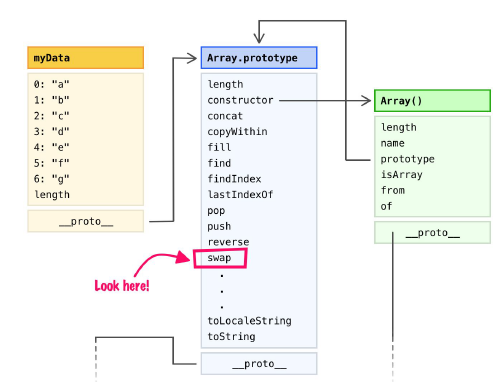 myData
0: "a"
1: "b"
2: "c"
3: "d"
4: "e"
5: "f"
6: "g"
length
__proto__
Look here!
Array.prototype
length
constructor
concat
copyWithin
fill
find
findIndex
lastIndexOf
pop
push
reverse
swap
.
.
.
toLocaleString
toString
__proto__
Array()
length
name
prototype
isArray
from
of
__proto__